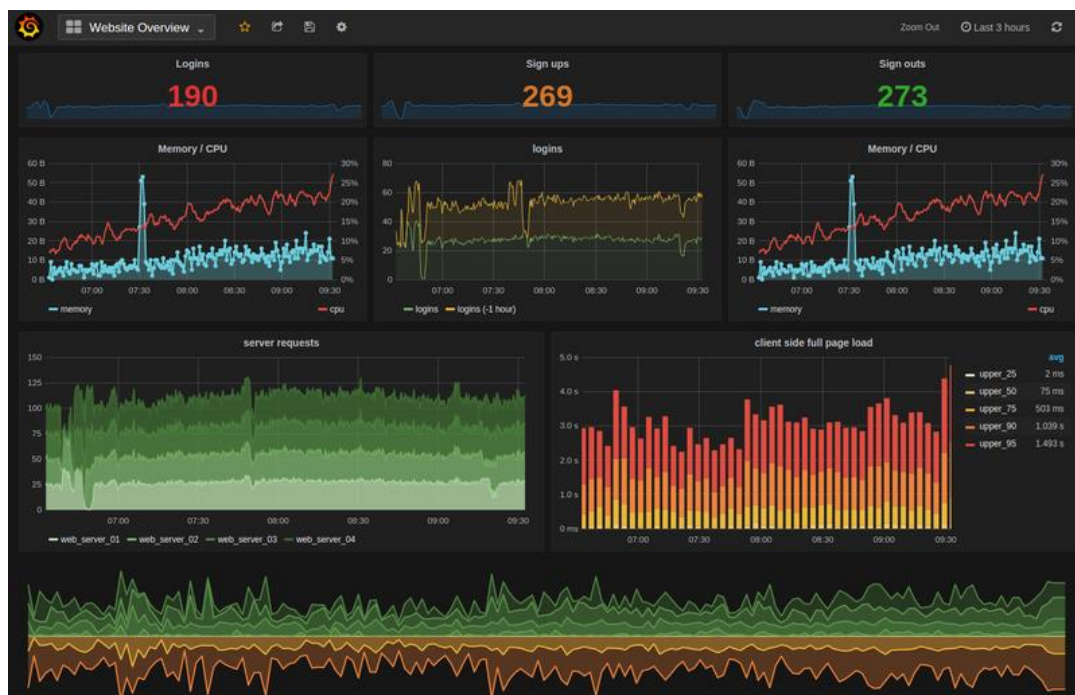 Website Overview
Zoom Out
Last 3 hours
Logins
190
Sign ups
269
Sign outs
273
Memory / CPU
60 B
50 B
40 B
30 B
20 B
10 B
0 B
30%
25%
20%
15%
10%
5%
0%
07:00 07:30 08:00 08:30 09:00 09:30
memory cpu
logins
80
60
40
20
0
07:00 07:30 08:00 08:30 09:00 09:30
logins logins (-1 hour)
Memory / CPU
60 B
50 B
40 B
30 B
20 B
10 B
0 B
30%
25%
20%
15%
10%
5%
0%
07:00 07:30 08:00 08:30 09:00 09:30
memory cpu
server requests
150
125
100
75
50
25
0
07:00 07:30 08:00 08:30 09:00 09:30
web_server_01 web_server_02 web_server_03 web_server_04
client side full page load
5.0 s
4.0 s
3.0 s
2.0 s
1.0 s
0 ms
07:00 07:30 08:00 08:30 09:00 09:30
avg
upper_25 2 ms
upper_50 75 ms
upper_75 503 ms
upper_90 1.039 s
upper_95 1.493 s